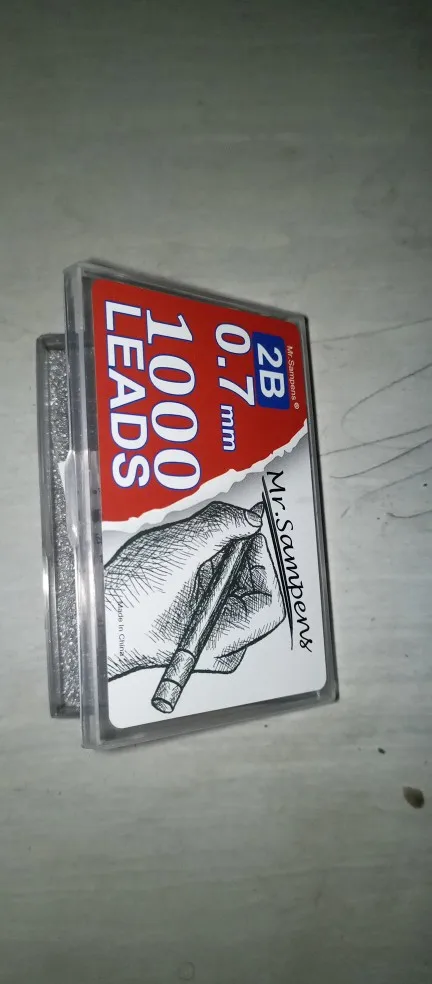 Mr.Sampens ®
2B
0.7 mm
1000
LEADS
Mr.Sampens
Made In China